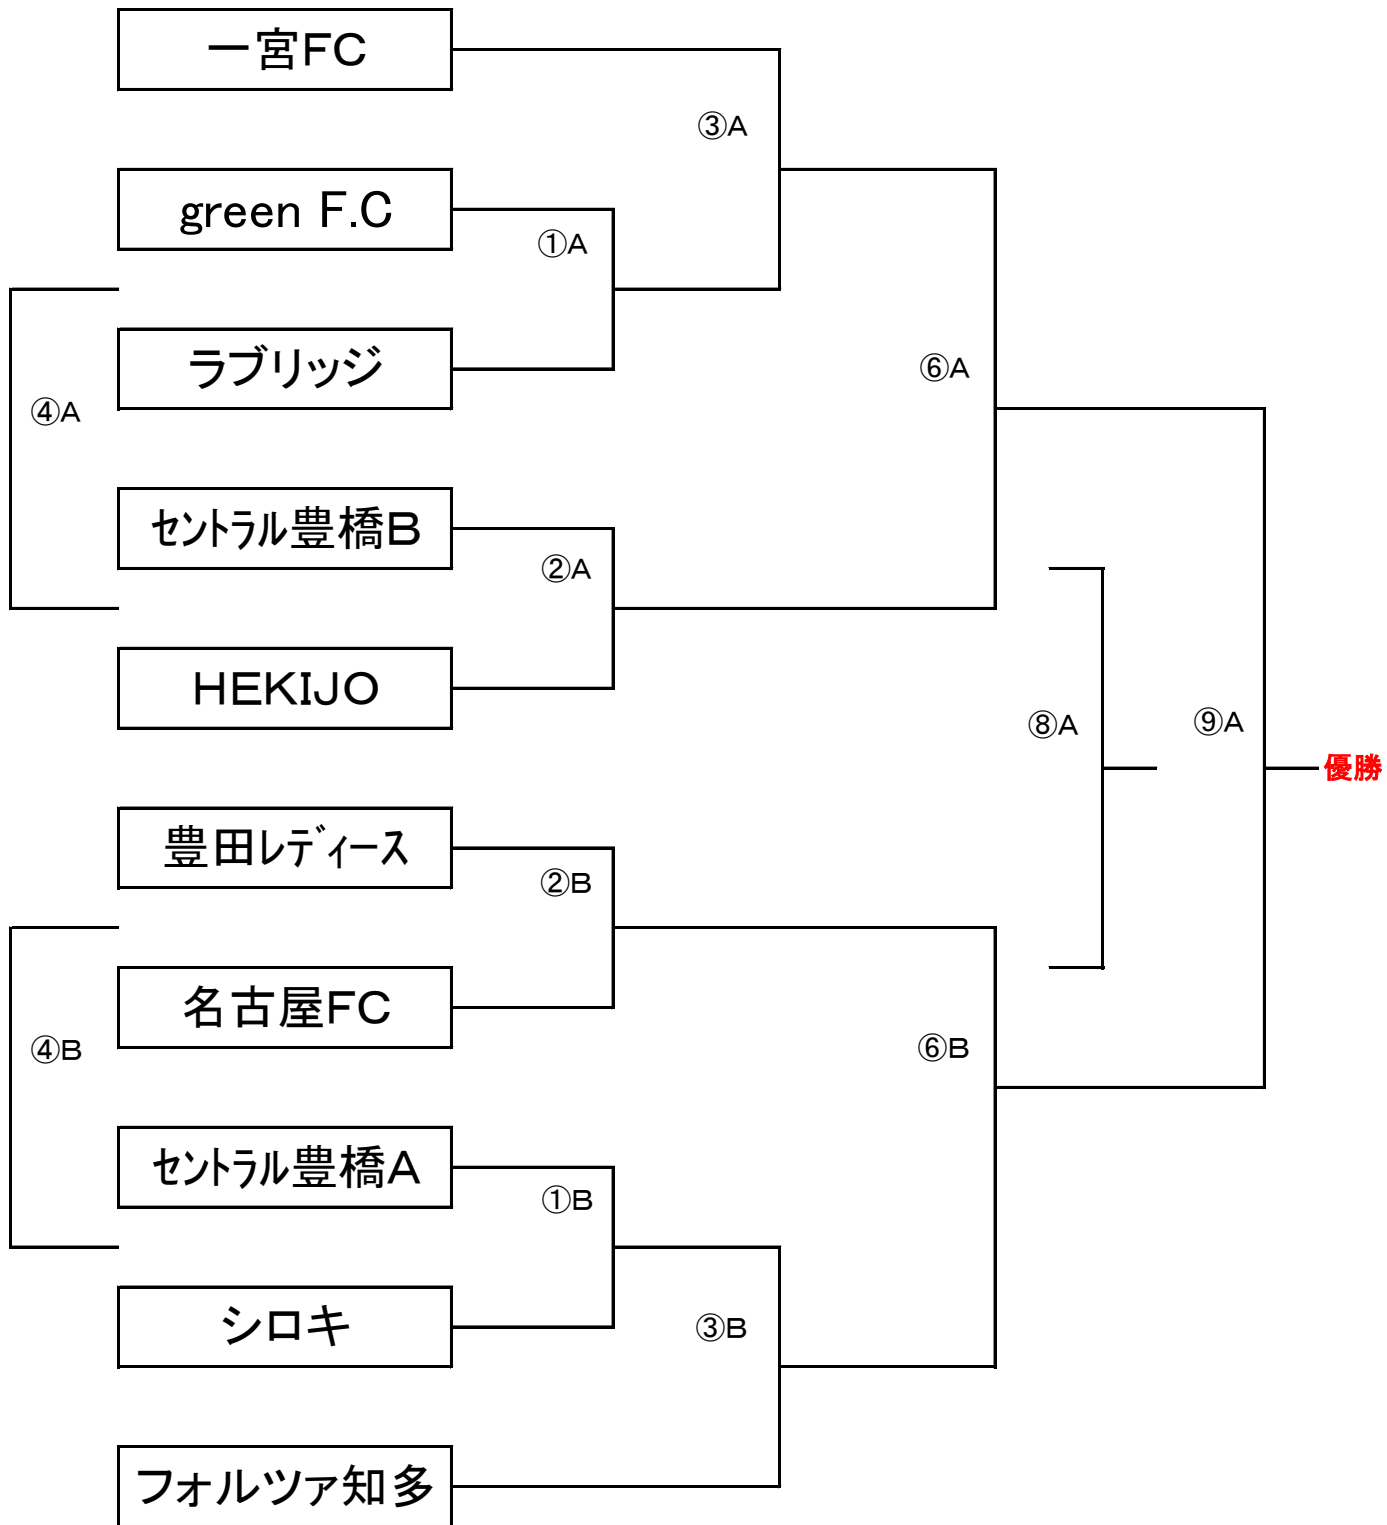 一宮FC
③A
green F.C
①A
ラブリッジ
⑥A
④A
セントラル豊橋B
②A
HEKIJO
⑧A
⑨A
優勝
豊田レディース
②B
名古屋FC
④B
⑥B
セントラル豊橋A
①B
シロキ
③B
フォルツァ知多